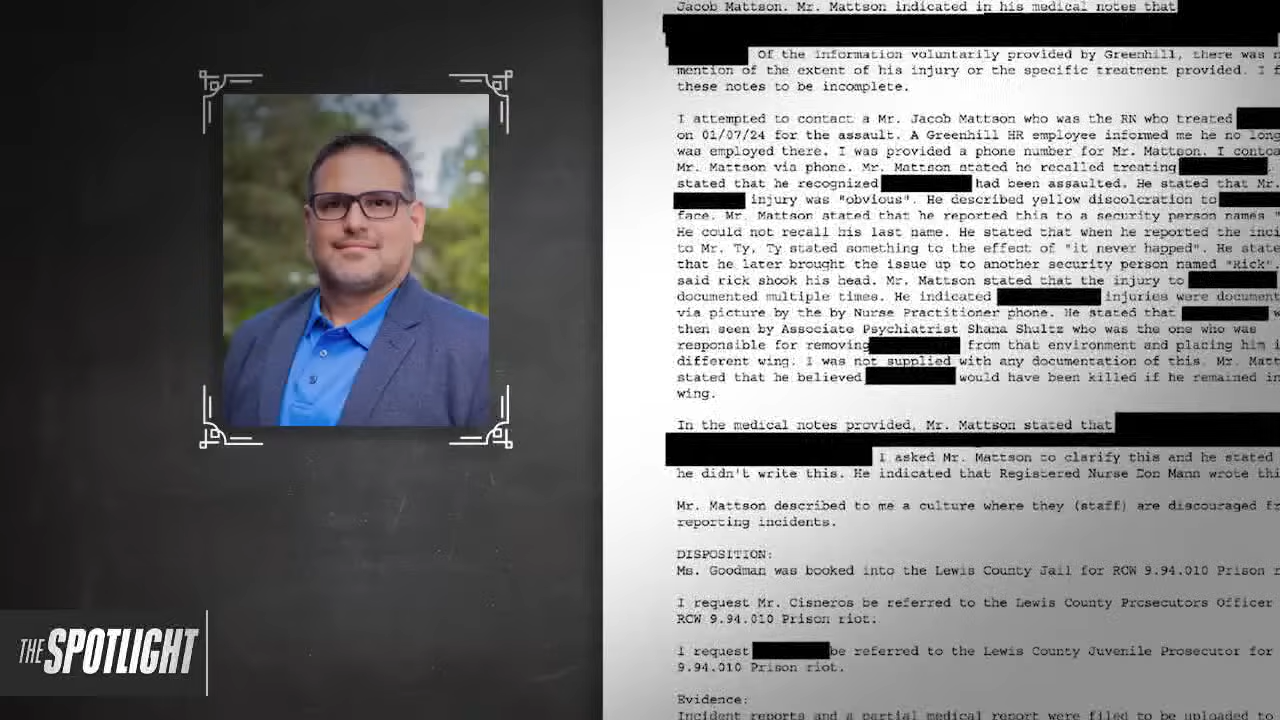 Jacob Mattson. Mr. Mattson indicated in his medical notes that
Of the information voluntarily provided by Greenhill, there was
mention of the extent of his injury or the specific treatment provided. I
these notes to be incomplete.
I attempted to contact a Mr. Jacob Mattson who was the RN who treated
on 01/07/24 for the assault. A Greenhill HR employee informed me he no
was employed there. I was provided a phone number for Mr. Mattson. I
Mr. Mattson via phone. Mr. Mattson stated he recalled treating
stated that he recognized had been assaulted. He stated that Mr.
injury was "obvious". He described yellow discolcration to
face. Mr. Mattson stated that he reported this to a security person names
He could not recall his last name. He stated that when he reported the
to Mr. Ty, Ty stated something to the effect of "it never happed". He
that he later brought the issue up to another security person named "Rick".
said rick shook his head. Mr. Mattson stated that the injury to
documented multiple times. He indicated injuries were
via picture by the by Nurse Practitioner phone. He stated that
then seen by Associate Psychiatrist Shana Shultz who was the one who was
responsible for removing from that environment and placing him
different wing. I was not supplied with any documentation of this. Mr.
stated that he believed would have been killed if he remained in
wing.
In the medical notes provided, Mr. Mattson stated that
I asked Mr. Mattson to clarify this and he stated
he didn't write this. He indicated that Registered Nurse Don Mann wrote
Mr. Mattson described to me a culture where they (staff) are discouraged
reporting incidents.
DISPOSITION:
Ms. Goodman was booked into the Lewis County Jail for RCW 9.94.010 Prison
I request Mr. Cisneros be referred to the Lewis County Prosecutors Officer
RCW 9.94.010 Prison riot.
I request be referred to the Lewis County Juvenile Prosecutor for
9.94.010 Prison riot.
Evidence:
Incident reports and a partial medical report were filed to be uploaded to
THE SPOTLIGHT